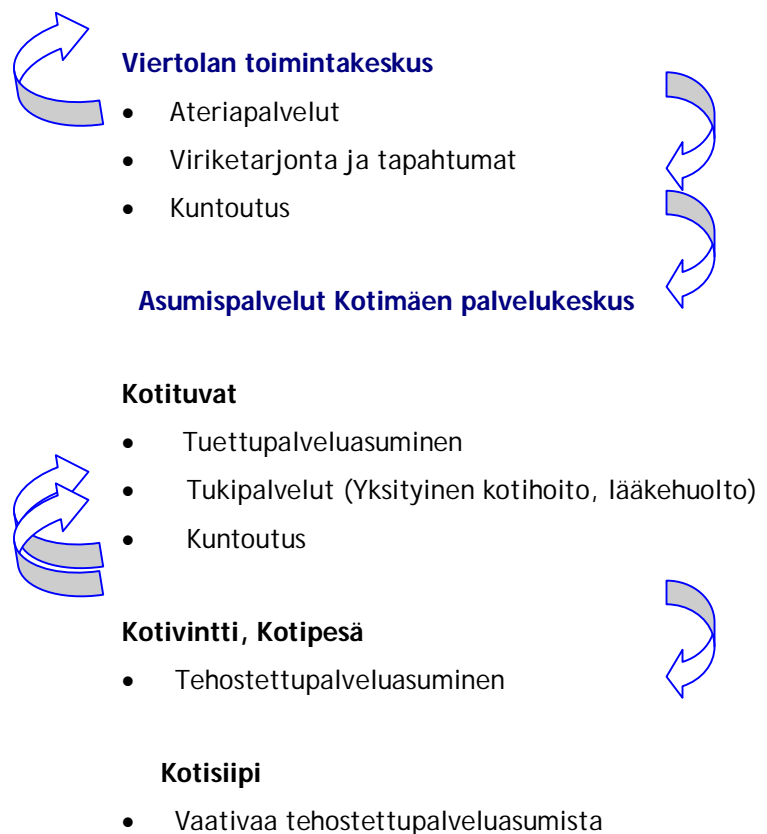 Viertolan toimintakeskus
• Ateriapalvelut
• Viriketarjonta ja tapahtumat
• Kuntoutus
Asumispalvelut Kotimäen palvelukeskus
Kotituvat
• Tuettupalveluasuminen
• Tukipalvelut (Yksityinen kotihoito, lääkehuolto)
• Kuntoutus
Kotivintti, Kotipesä
• Tehostettupalveluasuminen
Kotisiipi
• Vaativaa tehostettupalveluasumista